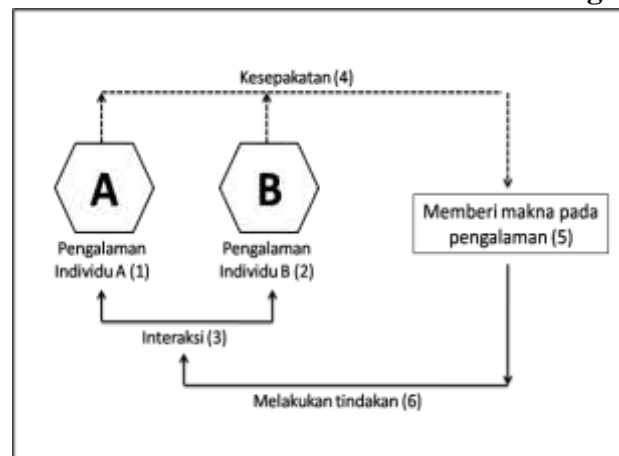 Kesepakatan (4)
A
B
Pengalaman
Individu A (1)
Pengalaman
Individu B (2)
Memberi makna pada
pengalaman (5)
Interaksi (3)
Melakukan tindakan (6)